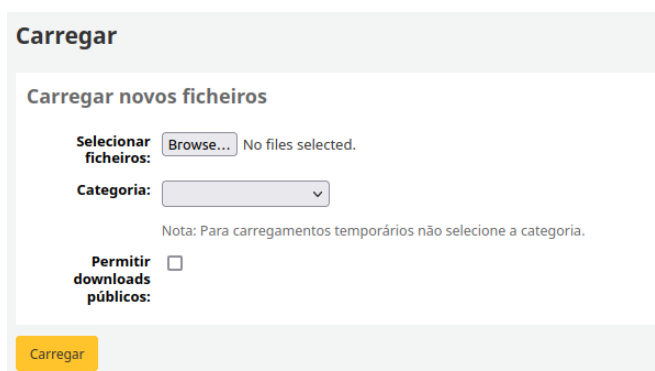 Carregar
Carregar novos ficheiros
Selecionar
ficheiros:
Browse... No files selected.
Categoria:
Nota: Para carregamentos temporários não selecione a categoria.
Permitir
downloads
públicos:
Carregar